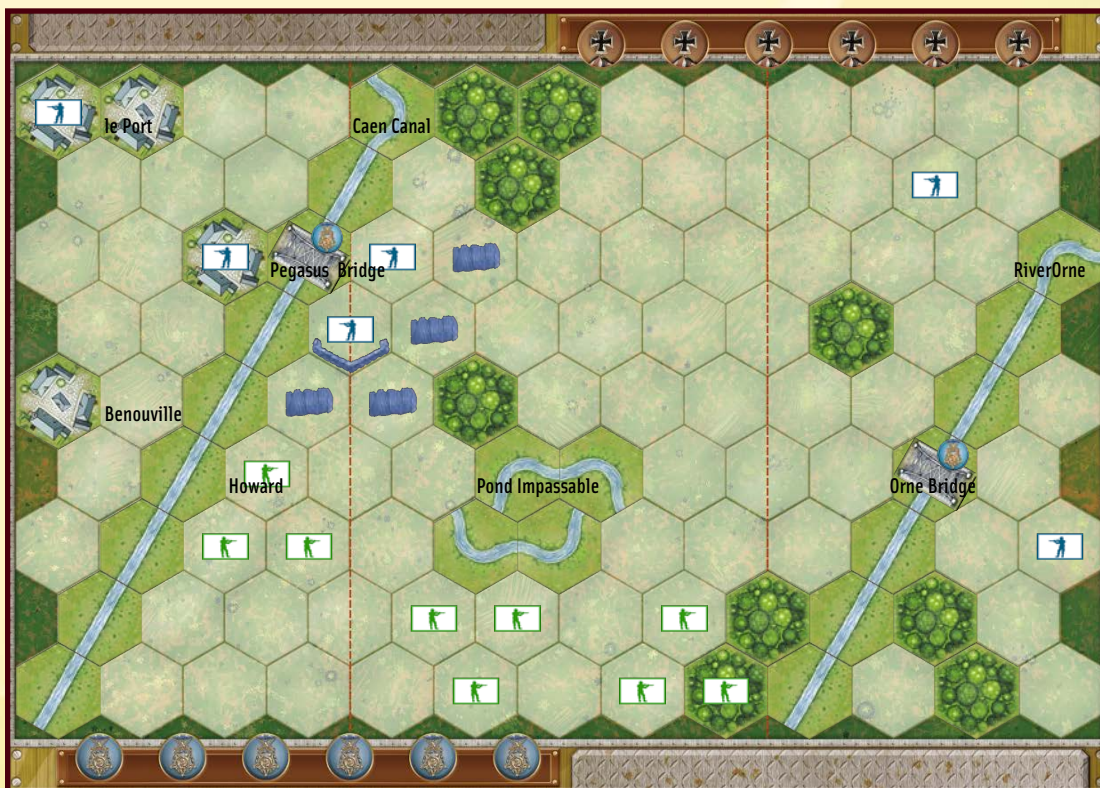 le Port
Caen Canal
Pegasus Bridge
RiverOrne
Benouville
Howard
Pond Impassable
Orne Bridge